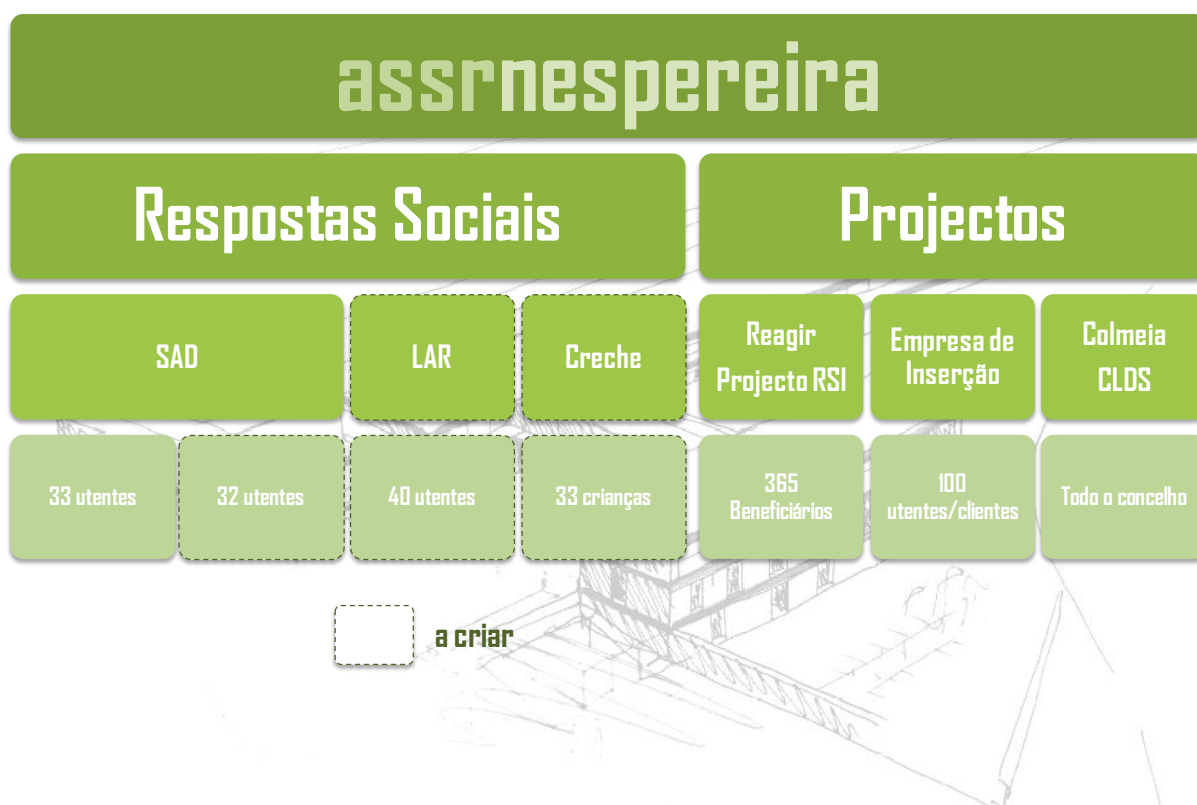 assrnespereira
Respostas Sociais
Projectos
SAD
LAR
Creche
Reagir
Projecto RSI
Empresa de
Inserção
Colmeia
CLDS
33 utentes
32 utentes
40 utentes
33 crianças
365
Beneficiários
100
utentes/clientes
Todo o concelho
a criar